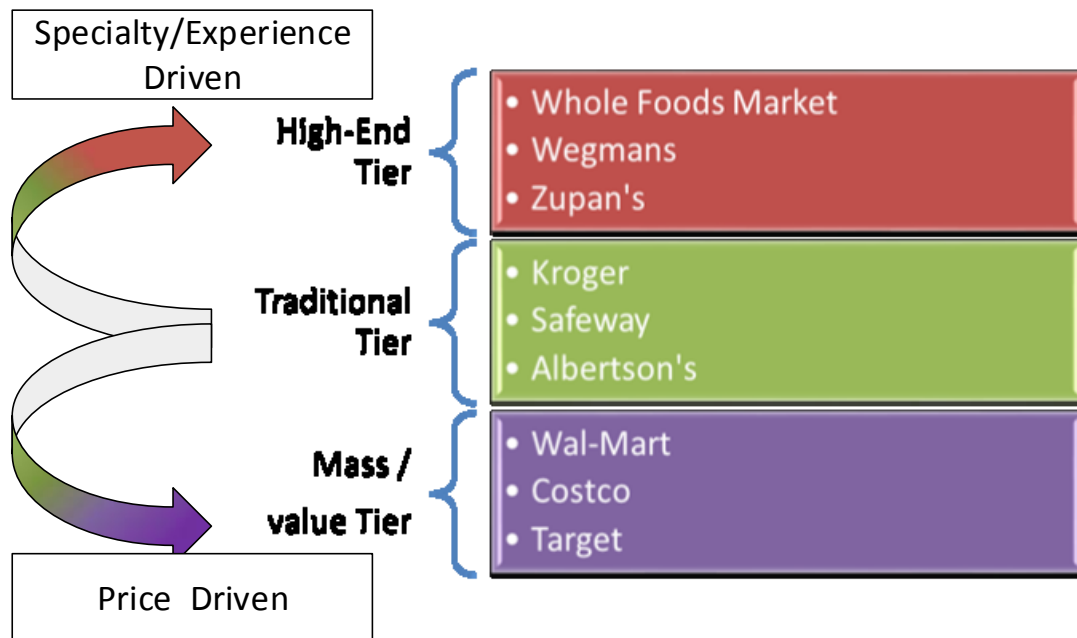 Specialty/Experience
Driven
High-End
Tier
• Whole Foods Market
• Wegmans
• Zupan's
Traditional
Tier
• Kroger
• Safeway
• Albertson's
Mass /
value Tier
• Wal-Mart
• Costco
• Target
Price Driven